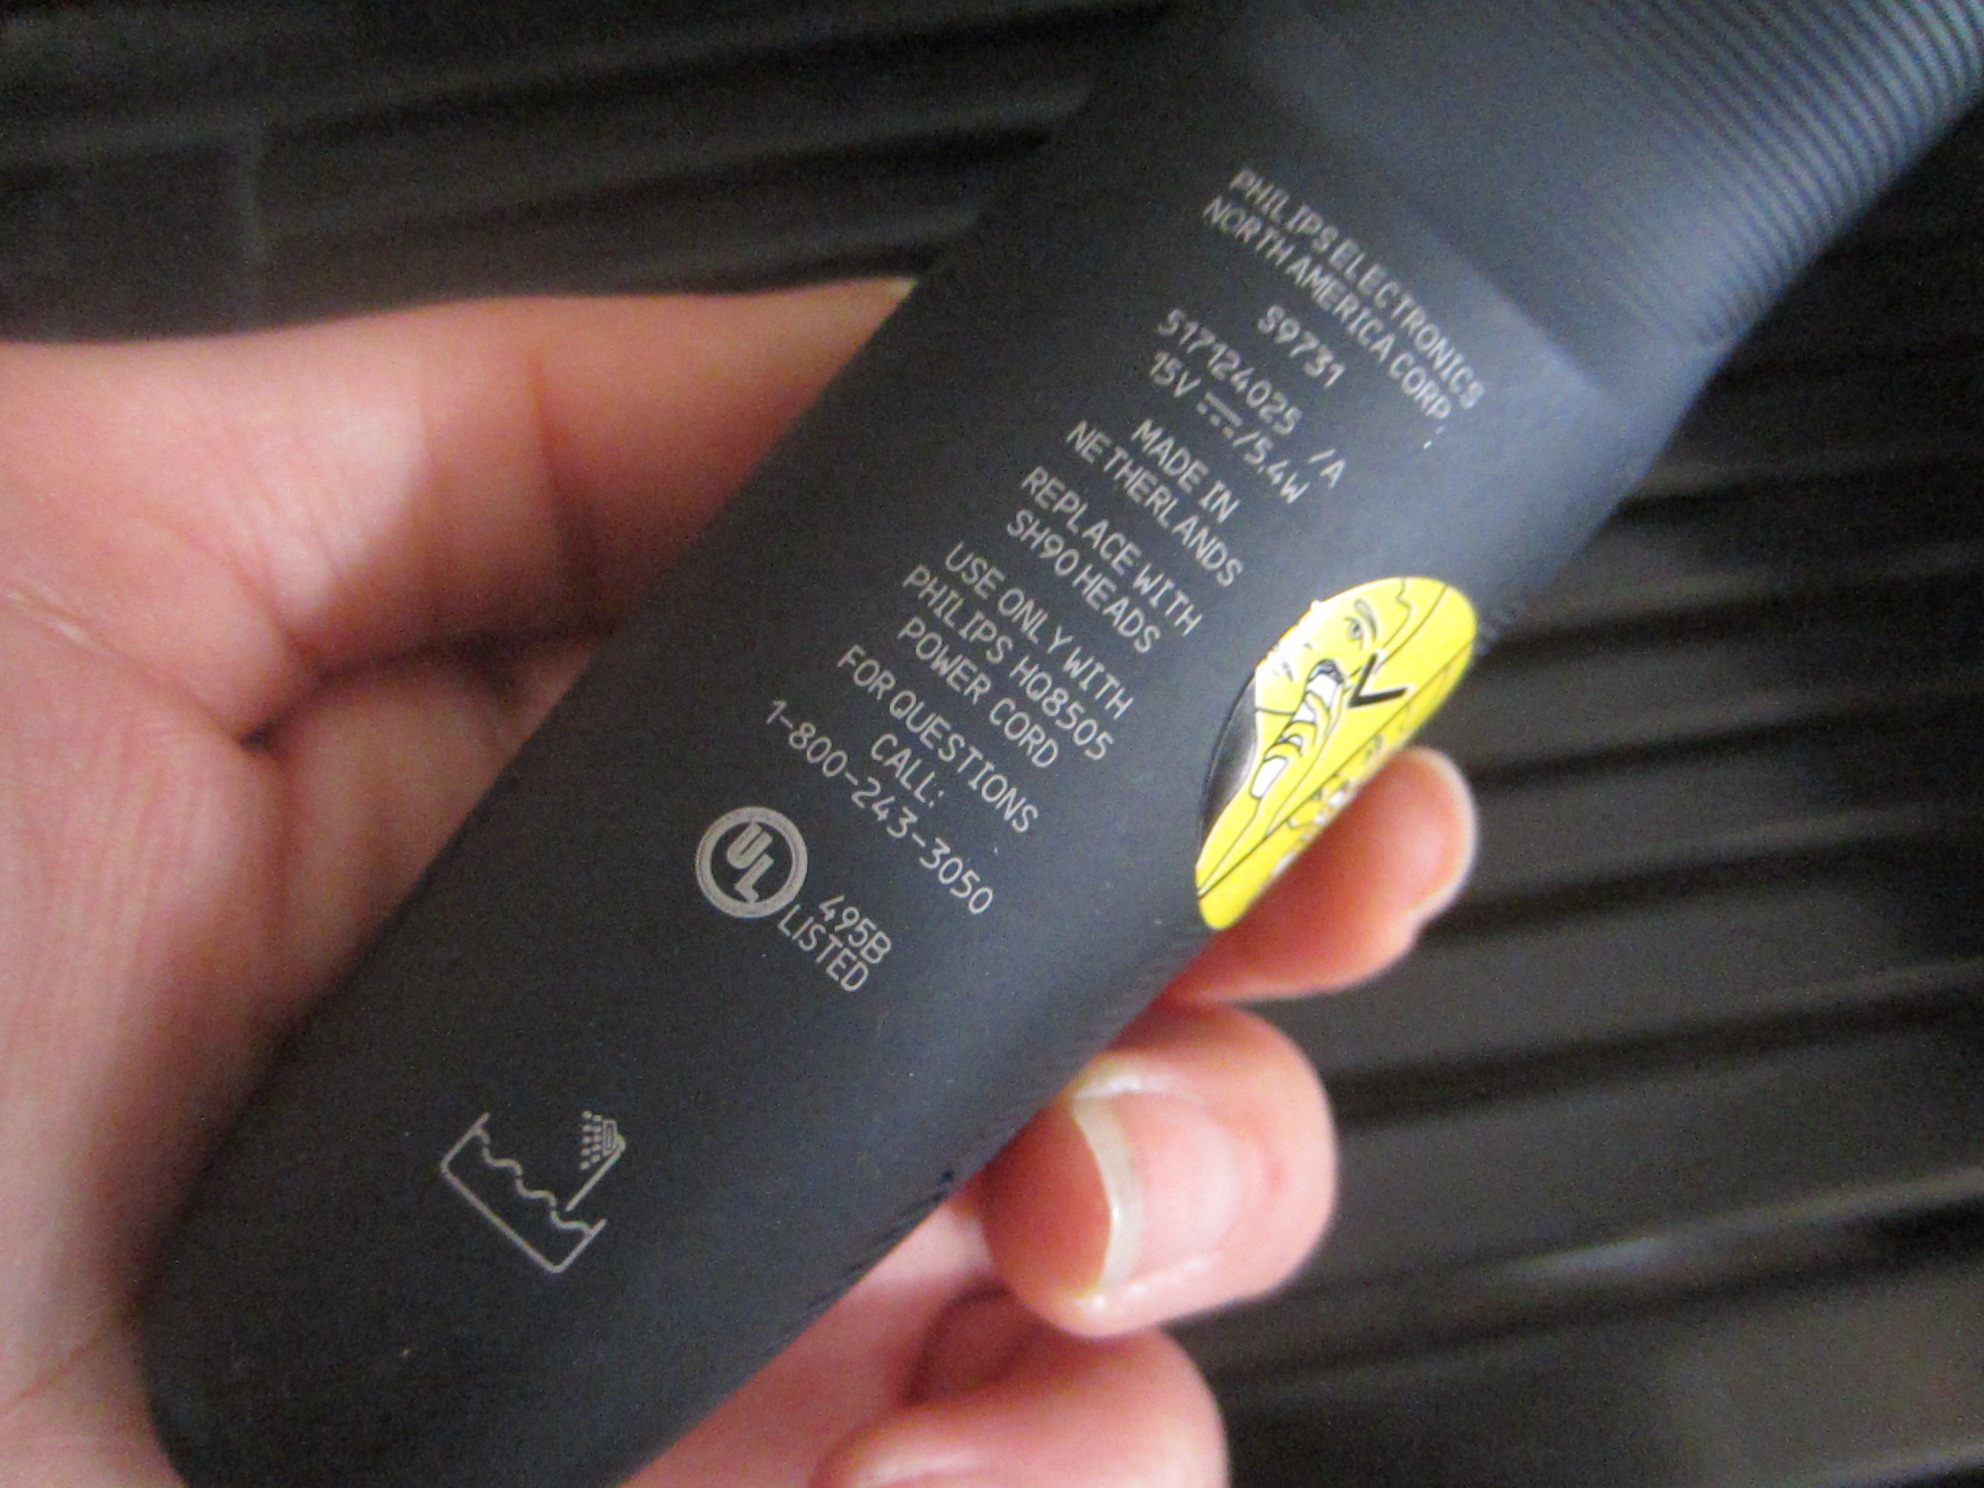 PHILIPS ELECTRONICS
NORTH AMERICA CORP.
S9731
517124025 /A
15V ⎓/5.4W
MADE IN
NETHERLANDS
REPLACE WITH
SH90 HEADS
USE ONLY WITH
PHILIPS HQ8505
POWER CORD
FOR QUESTIONS
CALL:
1-800-243-3050
UL
495B
LISTED